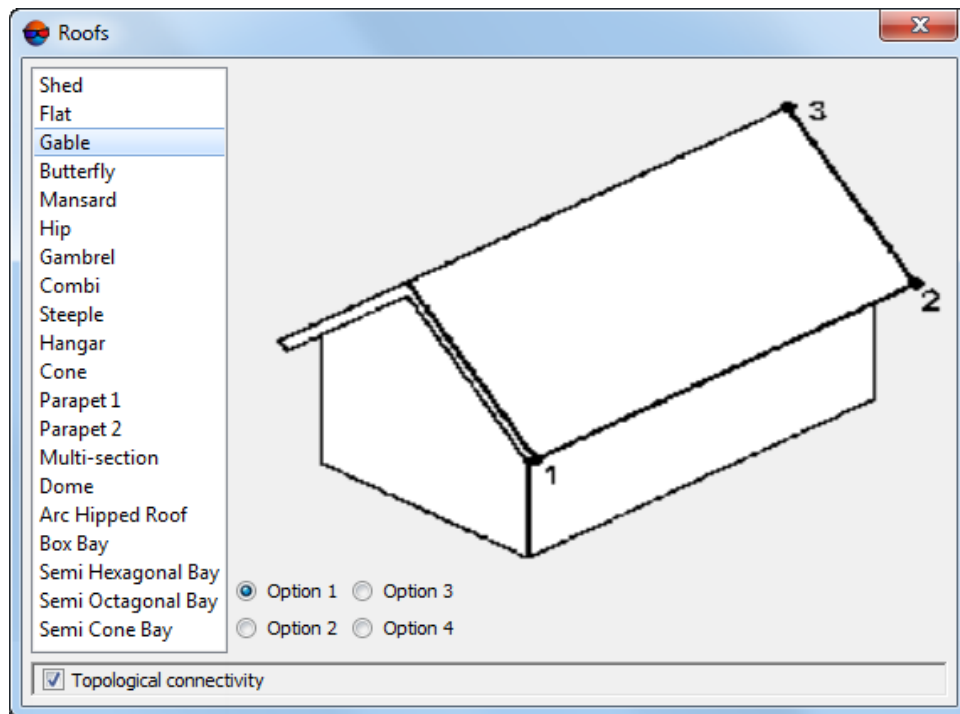 Roofs
Shed
Flat
Gable
Butterfly
Mansard
Hip
Gambrel
Combi
Steeple
Hangar
Cone
Parapet 1
Parapet 2
Multi-section
Dome
Arc Hipped Roof
Box Bay
Semi Hexagonal Bay
Semi Octagonal Bay
Semi Cone Bay
3
2
1
Option 1 Option 3
Option 2 Option 4
Topological connectivity